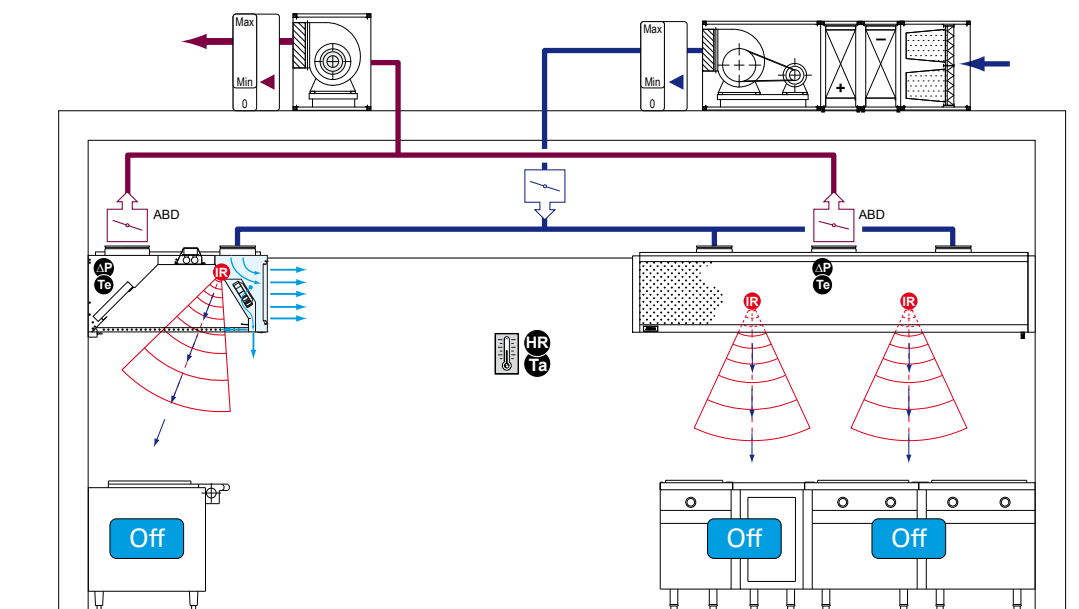 Max
Min
0
Max
Min
0
+
−
ABD
ABD
ΔP
Te
IR
ΔP
Te
IR
IR
HR
Ta
Off
Off
Off